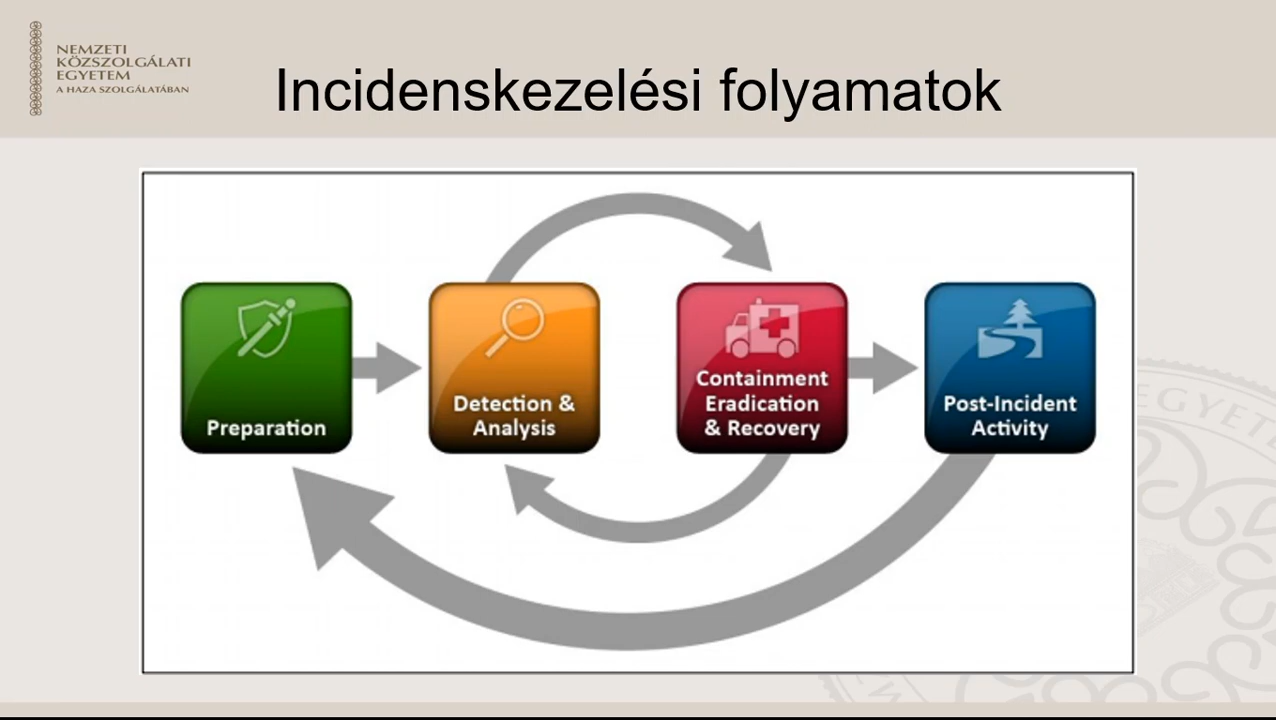 NEMZETI
KÖZSZOLGÁLATI
EGYETEM
A HAZA SZOLGÁLATÁBAN
Incidenskezelési folyamatok
Preparation
Detection &
Analysis
Containment
Eradication
& Recovery
Post-Incident
Activity